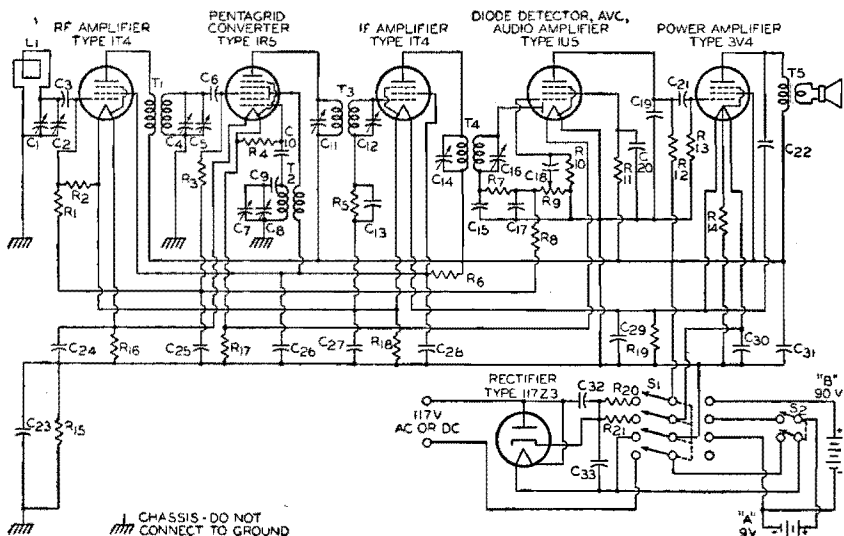 RF AMPLIFIER
TYPE 1T4
PENTAGRID
CONVERTER
TYPE 1R5
IF AMPLIFIER
TYPE 1T4
DIODE DETECTOR, AVC,
AUDIO AMPLIFIER
TYPE 1U5
POWER AMPLIFIER
TYPE 3V4
L1
C3
T1
C6
T3
T4
C19
C21
T5
C1
C2
C4
C5
R4
C10
C11
C12
C14
C16
C18
R10
R11
C20
R12
R13
C22
R2
R1
R3
C9
T2
C7
C8
R5
C13
R7
R9
C15
C17
R8
R14
R6
C24
R16
C25
R17
C26
C27
R18
C28
C29
R19
C30
C31
RECTIFIER
TYPE 117Z3
C32
R20
S1
"B"
90 V
117V
AC OR DC
R21
S2
C23
R15
C33
CHASSIS - DO NOT
CONNECT TO GROUND
"A"
9V